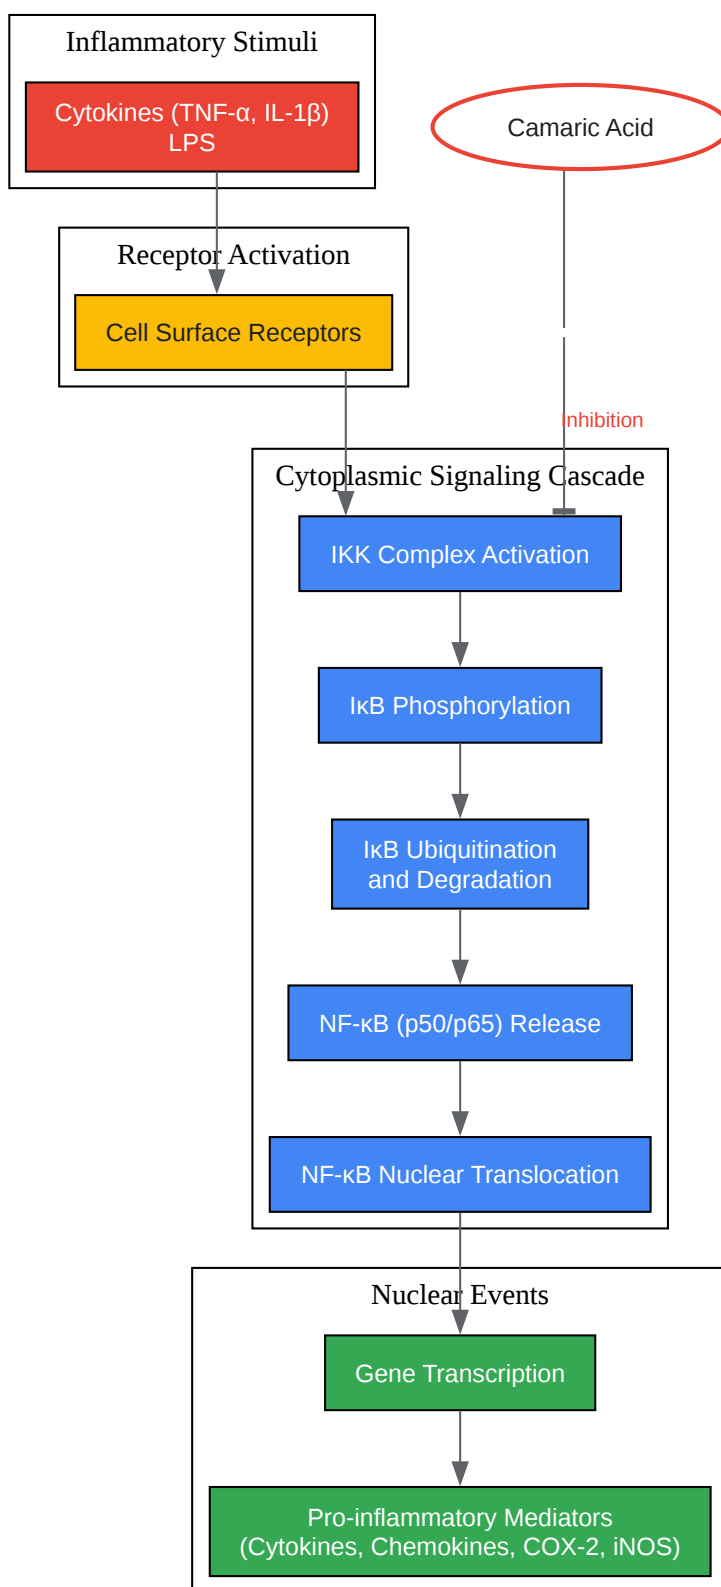 Inflammatory Stimuli
Cytokines (TNF-α, IL-1β)
LPS
Camaric Acid
Receptor Activation
Cell Surface Receptors
Inhibition
Cytoplasmic Signaling Cascade
IKK Complex Activation
IκB Phosphorylation
IκB Ubiquitination
and Degradation
NF-κB (p50/p65) Release
NF-κB Nuclear Translocation
Nuclear Events
Gene Transcription
Pro-inflammatory Mediators
(Cytokines, Chemokines, COX-2, iNOS)